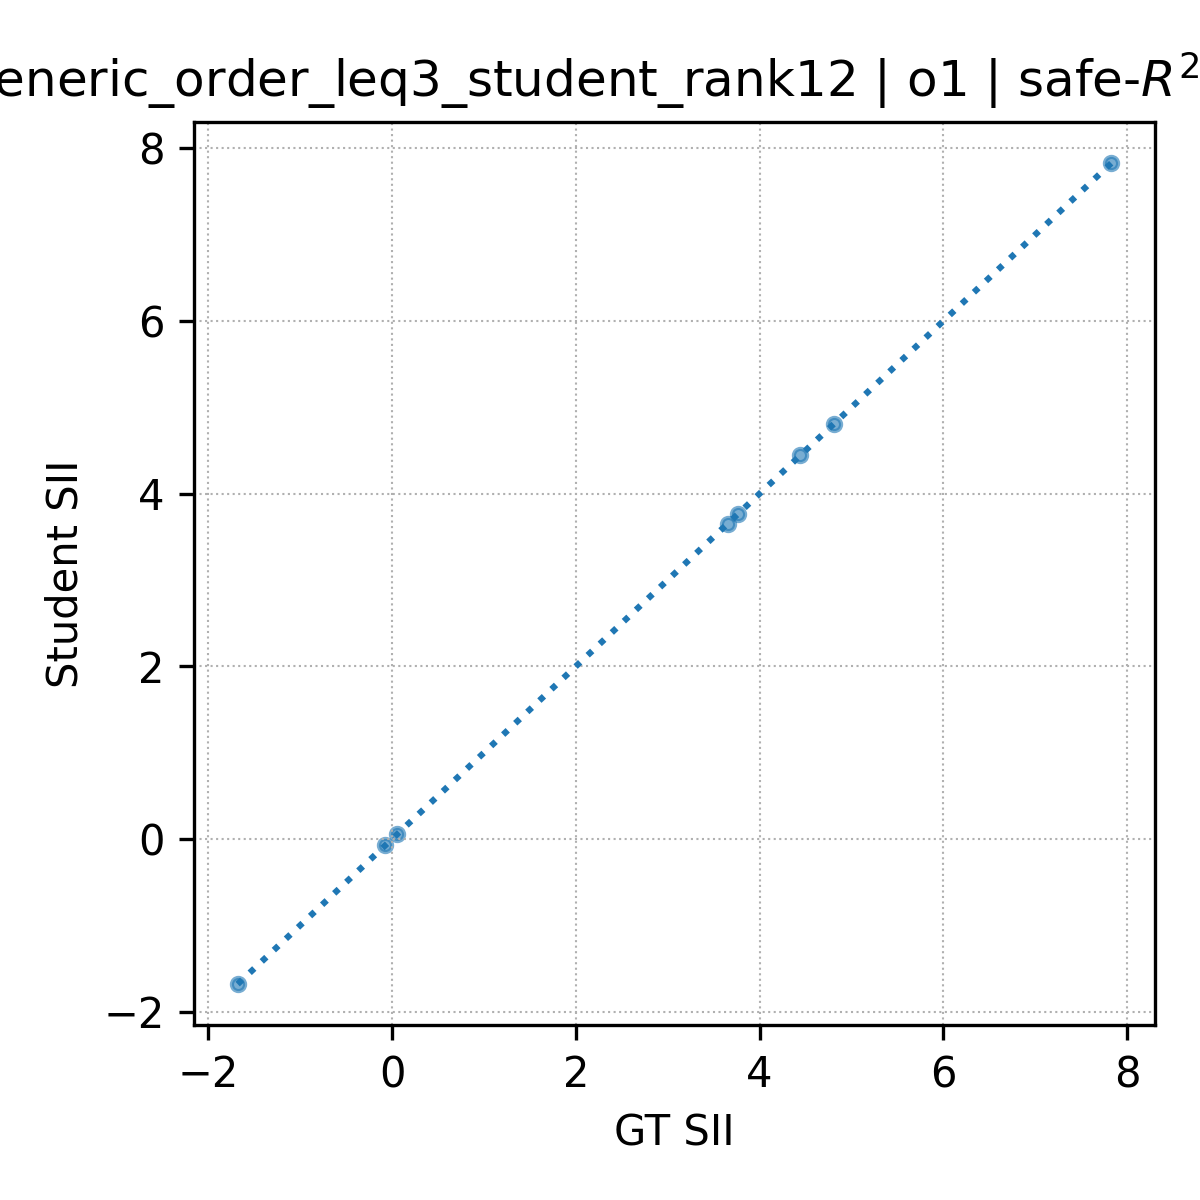 eneric_order_leq3_student_rank12 | o1 | safe-R²
8
6
4
2
0
−2
Student SII
−2 0 2 4 6 8
GT SII